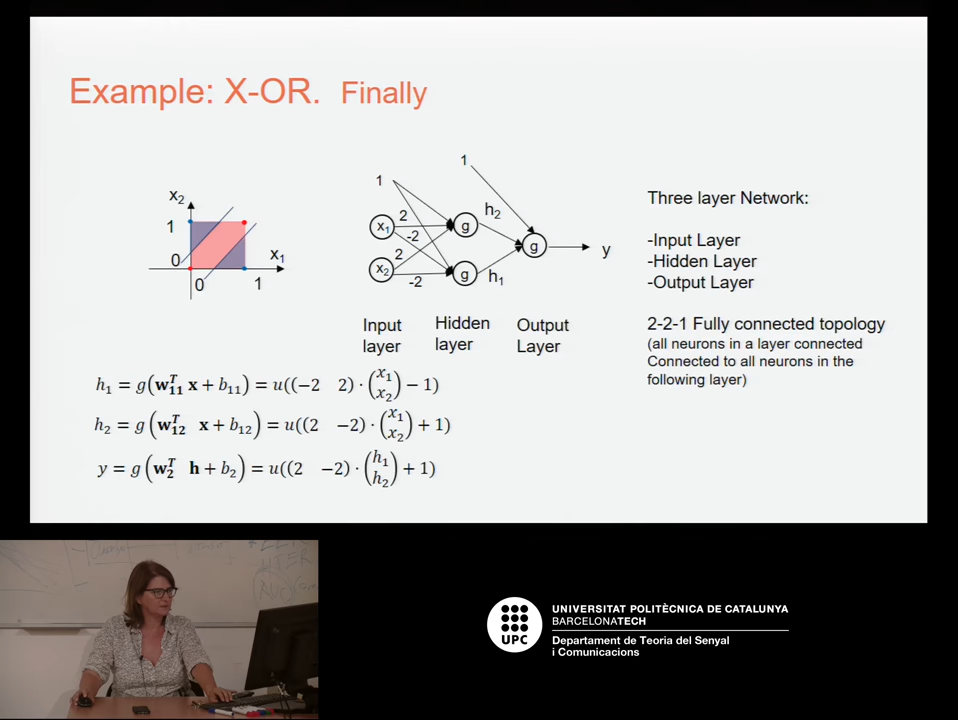 Example: X-OR. Finally
x₂
1
0
0
1
x₁
1
1
x₁
x₂
2
-2
2
-2
g
g
h₂
h₁
g
y
Input layer
Hidden layer
Output Layer
Three layer Network:
-Input Layer
-Hidden Layer
-Output Layer
2-2-1 Fully connected topology
(all neurons in a layer connected
Connected to all neurons in the
following layer)
h₁ = g(w₁₁ᵀ x + b₁₁) = u((−2 2) · (x₁ x₂) − 1)
h₂ = g(w₁₂ᵀ x + b₁₂) = u((2 −2) · (x₁ x₂) + 1)
y = g(w₂ᵀ h + b₂) = u((2 −2) · (h₁ h₂) + 1)
UPC
UNIVERSITAT POLITÈCNICA DE CATALUNYA
BARCELONATECH
Departament de Teoria del Senyal
i Comunicacions